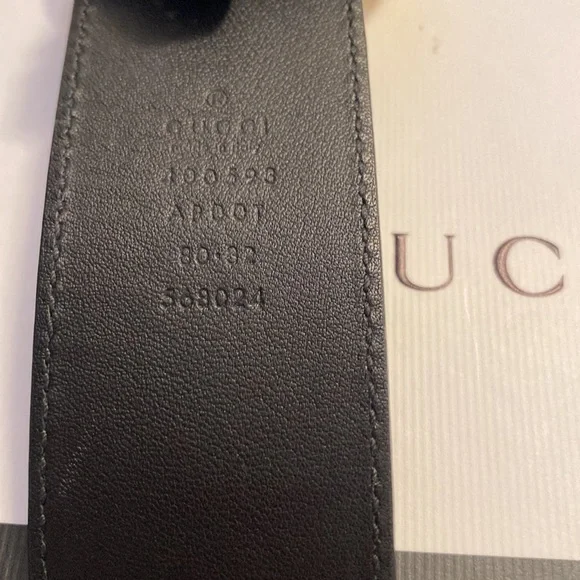 ®
GUCCI
made in italy
400593
AP00T
80·32
368024
UC